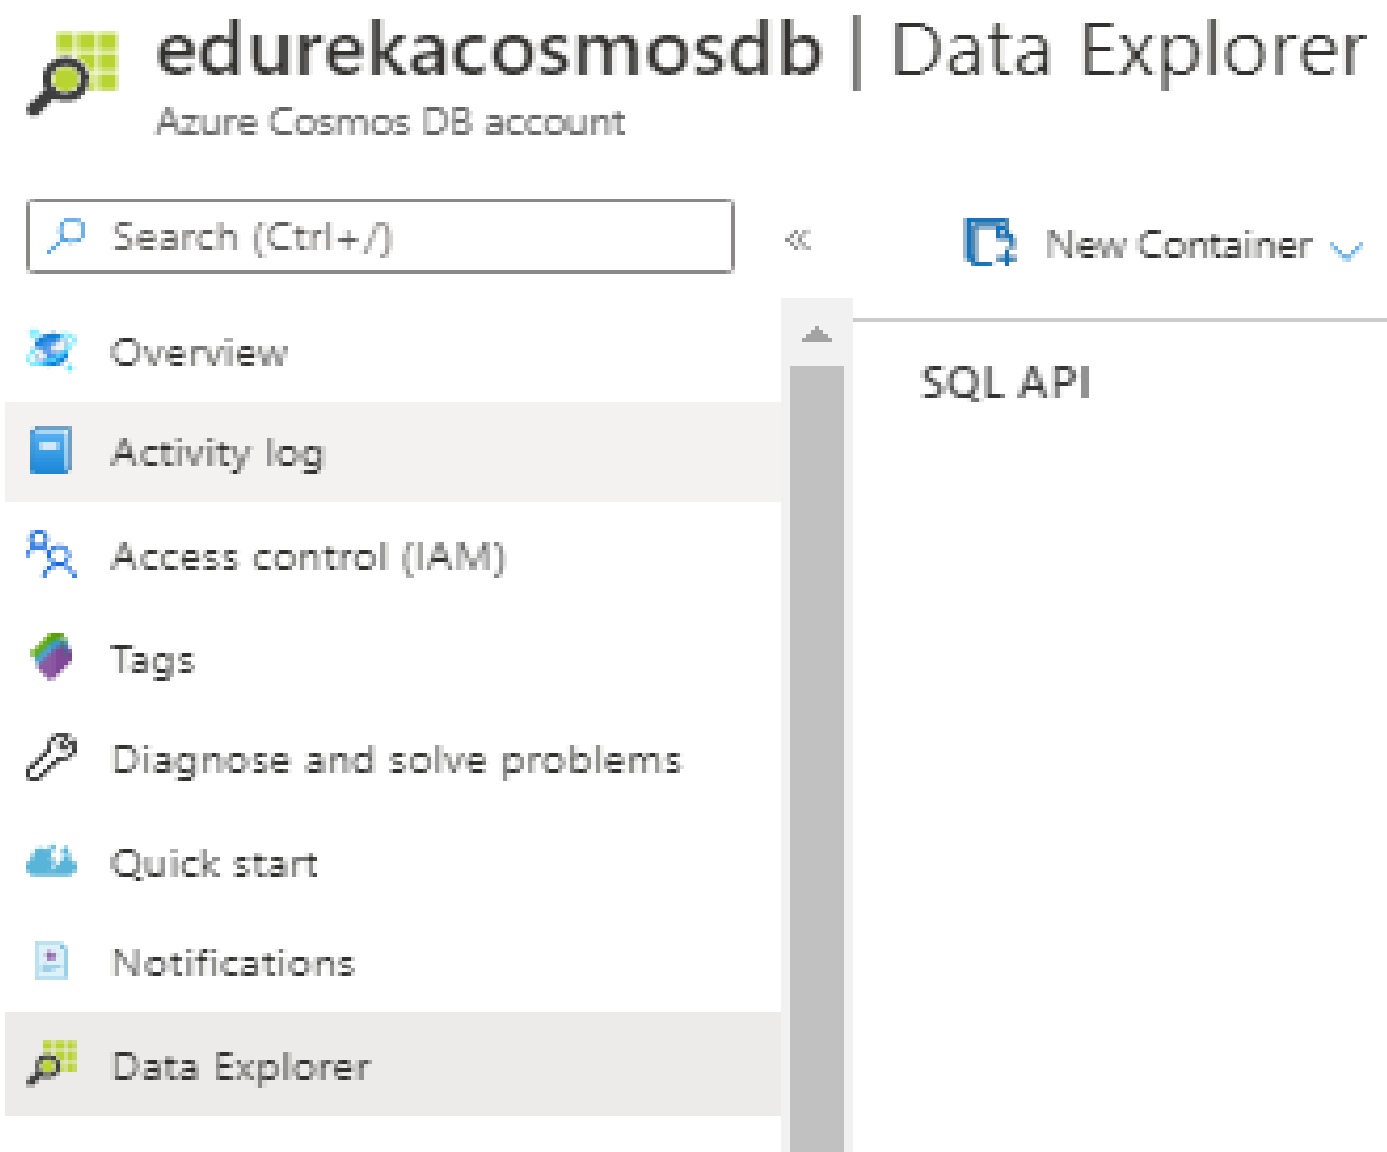 edurekacosmosdb | Data Explorer
Azure Cosmos DB account
Search (Ctrl+/)
«
New Container
Overview
SQL API
Activity log
Access control (IAM)
Tags
Diagnose and solve problems
Quick start
Notifications
Data Explorer